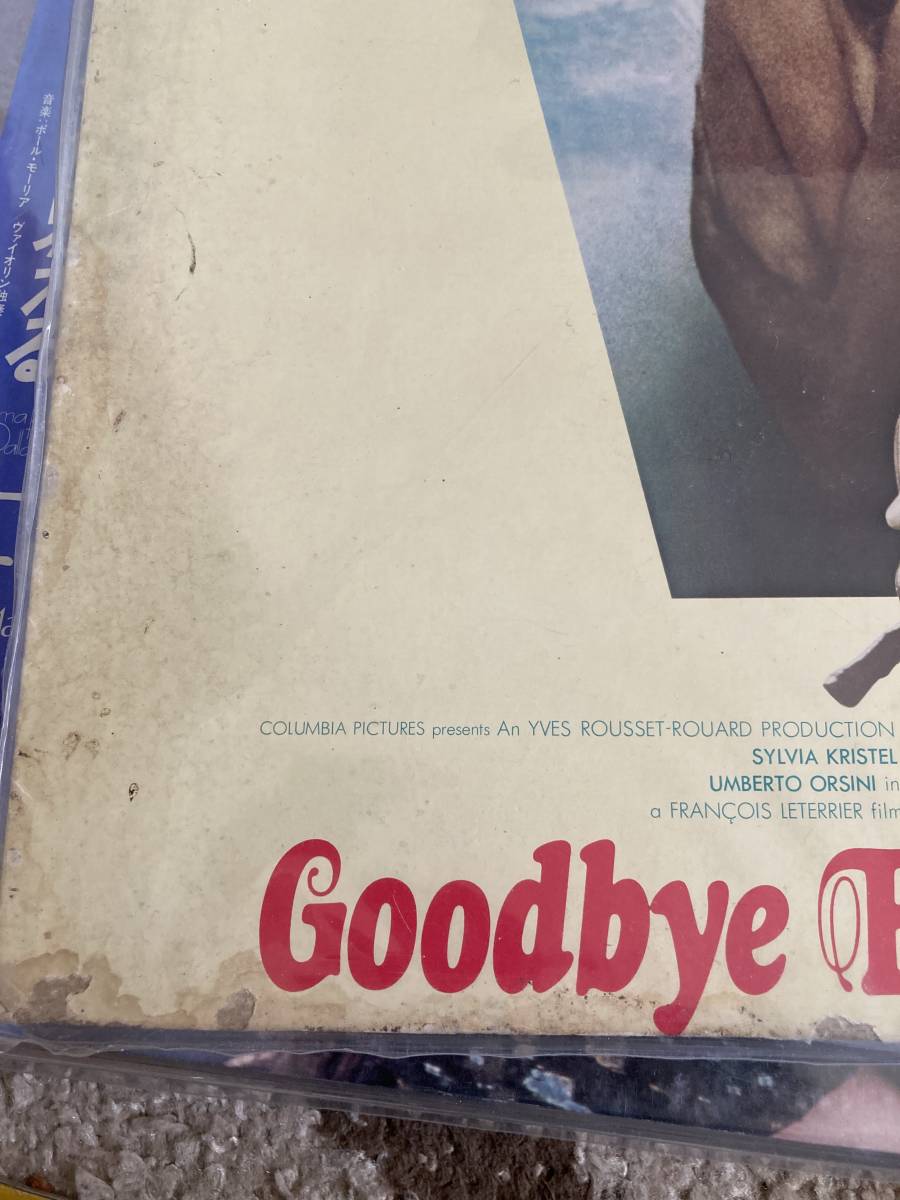 音楽:ポール・モーリア ヴァイオリン独奏
COLUMBIA PICTURES presents An YVES ROUSSET-ROUARD PRODUCTION
SYLVIA KRISTEL
UMBERTO ORSINI in
a FRANÇOIS LETERRIER film
Goodbye E